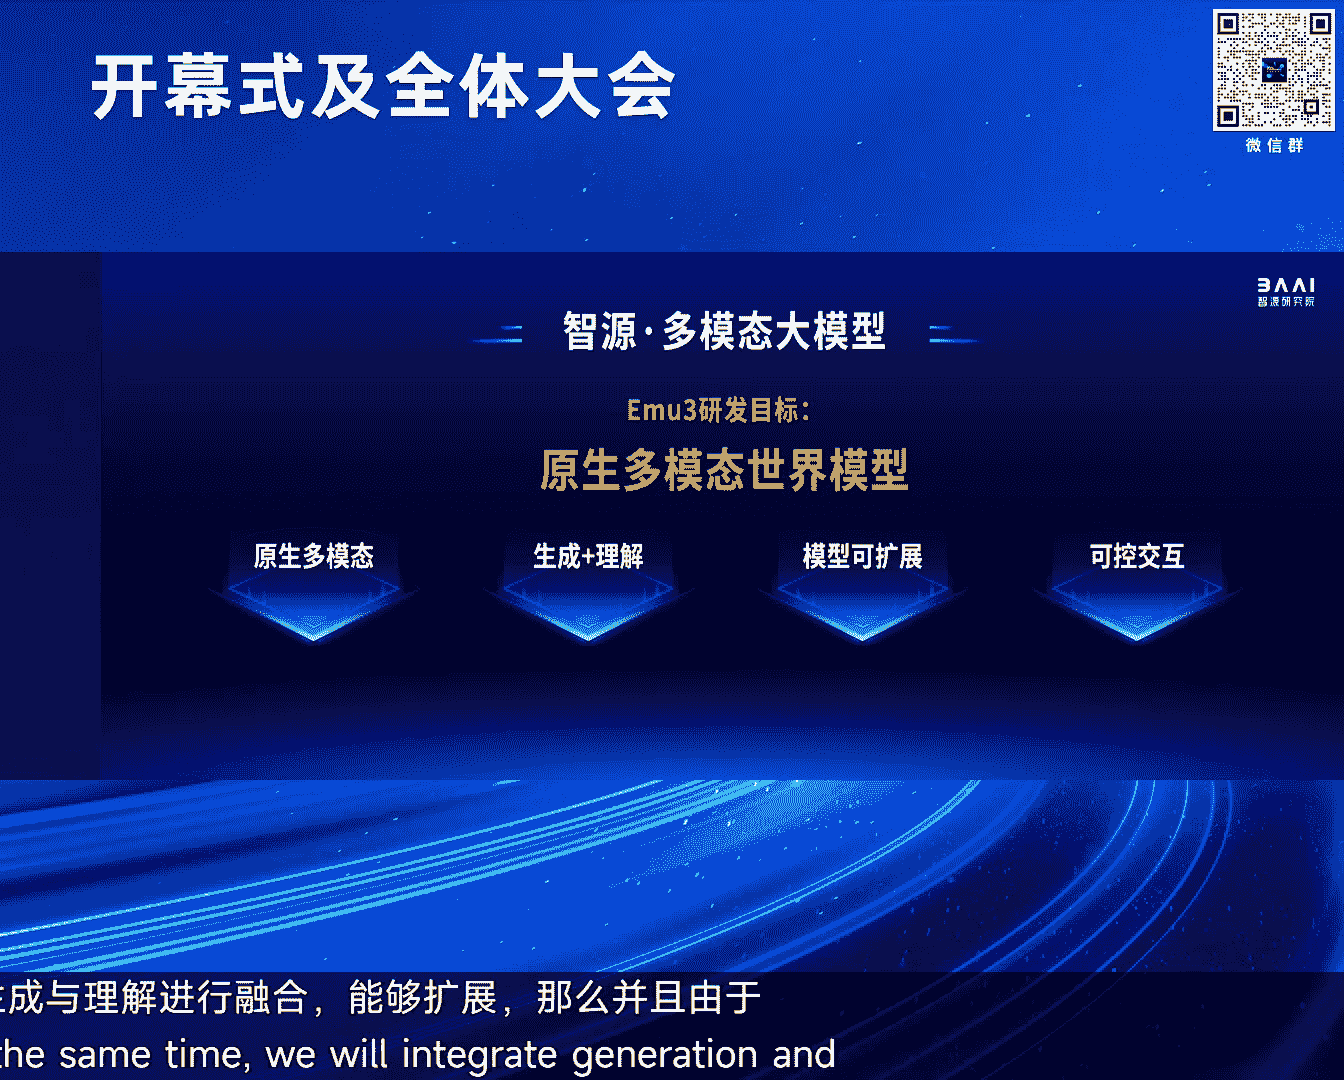 开幕式及全体大会
微信群
BAAI
智源研究院
智源·多模态大模型
Emu3研发目标：
原生多模态世界模型
原生多模态
生成+理解
模型可扩展
可控交互
成与理解进行融合，能够扩展，那么并且由于
the same time, we will integrate generation and